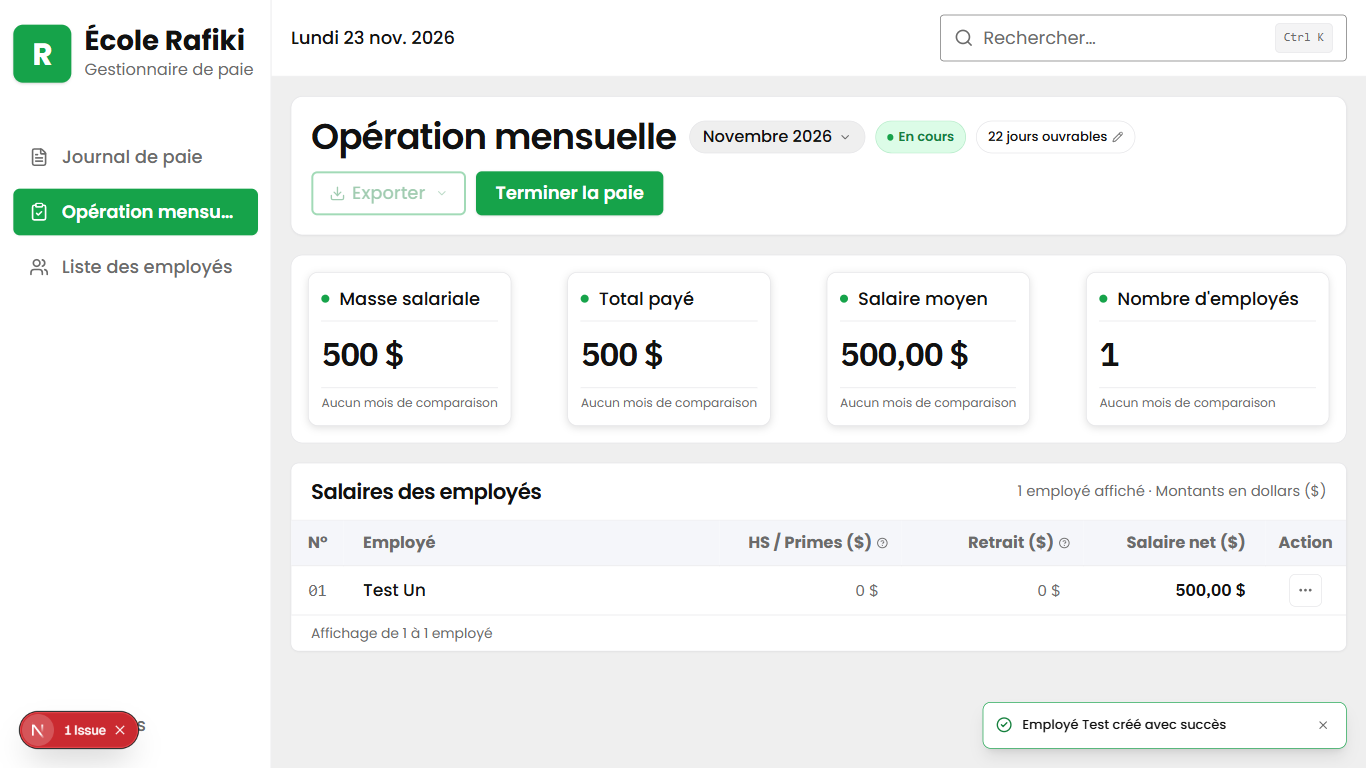 R
École Rafiki
Gestionnaire de paie
Lundi 23 nov. 2026
Rechercher...
Ctrl K
Journal de paie
Opération mensu...
Liste des employés
Opération mensuelle
Novembre 2026
En cours
22 jours ouvrables
Exporter
Terminer la paie
Masse salariale
500 $
Aucun mois de comparaison
Total payé
500 $
Aucun mois de comparaison
Salaire moyen
500,00 $
Aucun mois de comparaison
Nombre d'employés
1
Aucun mois de comparaison
Salaires des employés
1 employé affiché · Montants en dollars ($)
N° Employé HS / Primes ($) Retrait ($) Salaire net ($) Action
01 Test Un 0 $ 0 $ 500,00 $
Affichage de 1 à 1 employé
N 1 Issue
Employé Test créé avec succès